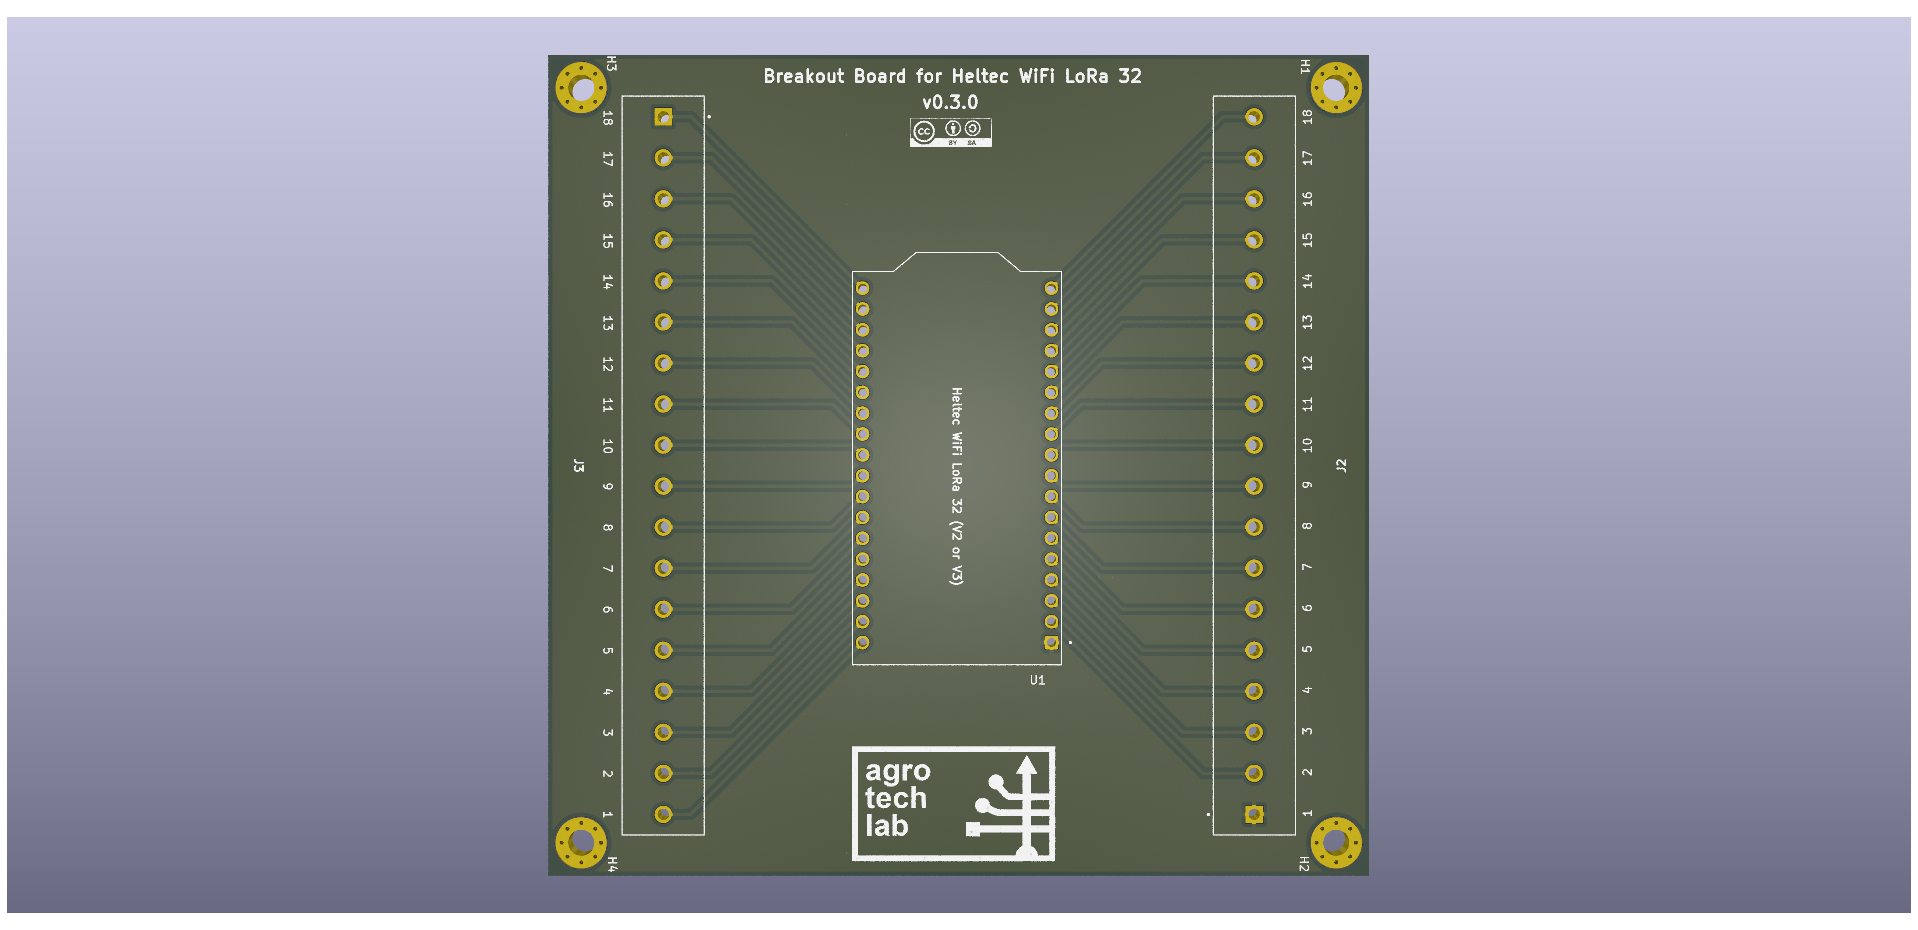 Breakout Board for Heltec WiFi LoRa 32
v0.3.0
cc
BY SA
H3
H1
18
17
16
15
14
13
12
11
10
9
8
7
6
5
4
3
2
1
J3
Heltec WiFi LoRa 32 (V2 or V3)
U1
18
17
16
15
14
13
12
11
10
9
8
7
6
5
4
3
2
1
J2
agro
tech
lab
H4
H2